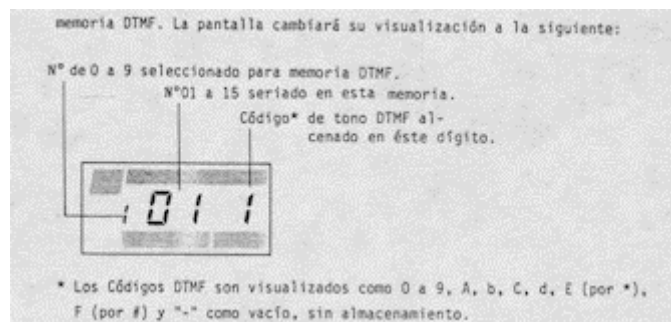 memoria DTMF. La pantalla cambiará su visualización a la siguiente:
Nº de 0 a 9 seleccionado para memoria DTMF.
Nº01 a 15 seriado en esta memoria.
Código* de tono DTMF al-
cenado en éste dígito.
1 01 1
* Los Códigos DTMF son visualizados como 0 a 9, A, b, C, d, E (por *),
F (por #) y "-" como vacío, sin almacenamiento.